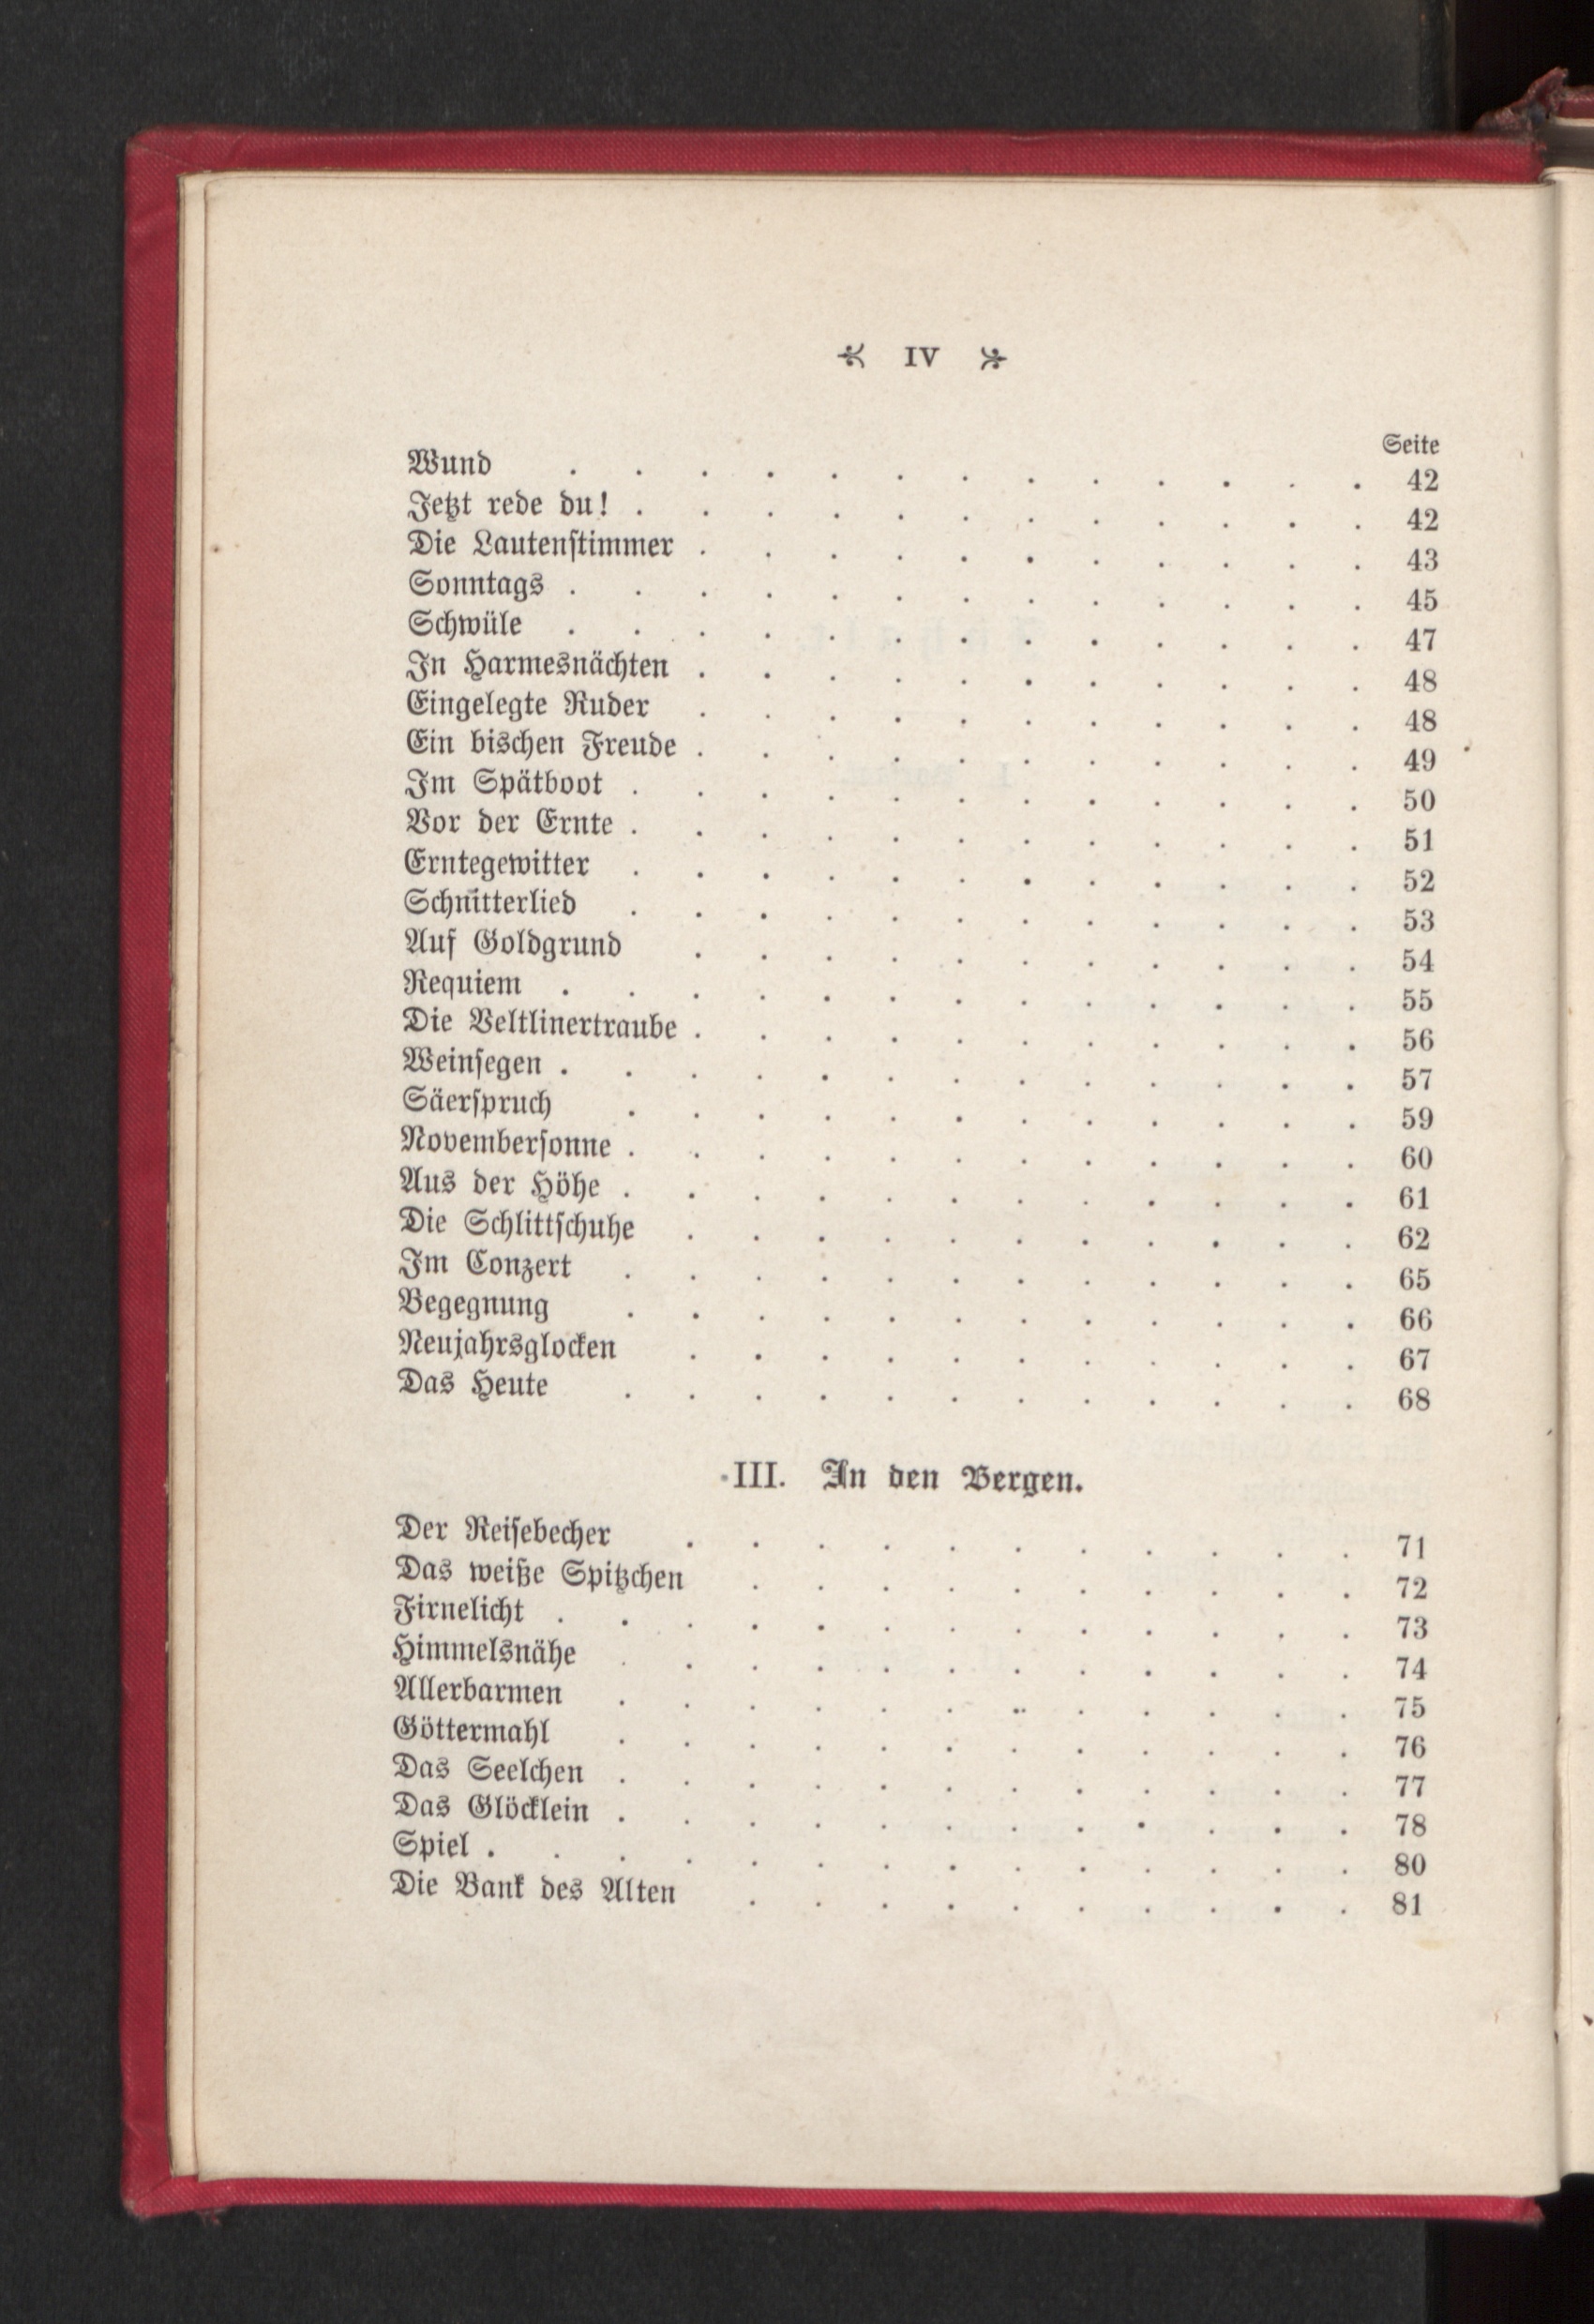 IV
Seite
Wund . . . . . . . . . . . . . 42
Jetzt rede du! . . . . . . . . . . . . 42
Die Lautenſtimmer . . . . . . . . . . . 43
Sonntags . . . . . . . . . . . . . 45
Schwüle . . . . . . . . . . . . . 47
In Harmesnächten . . . . . . . . . . . 48
Eingelegte Ruder . . . . . . . . . . . 48
Ein bischen Freude . . . . . . . . . . . 49
Im Spätboot . . . . . . . . . . . . 50
Vor der Ernte . . . . . . . . . . . . 51
Erntegewitter . . . . . . . . . . . . 52
Schnitterlied . . . . . . . . . . . . 53
Auf Goldgrund . . . . . . . . . . . 54
Requiem . . . . . . . . . . . . . 55
Die Veltlinertraube . . . . . . . . . . . 56
Weinſegen . . . . . . . . . . . . . 57
Säerſpruch . . . . . . . . . . . . 59
Novemberſonne . . . . . . . . . . . . 60
Aus der Höhe . . . . . . . . . . . . 61
Die Schlittſchuhe . . . . . . . . . . . 62
Im Conzert . . . . . . . . . . . . 65
Begegnung . . . . . . . . . . . . 66
Neujahrsglocken . . . . . . . . . . . 67
Das Heute . . . . . . . . . . . . 68
III. In den Bergen.
Der Reiſebecher . . . . . . . . . . . 71
Das weiße Spitzchen . . . . . . . . . . 72
Firnelicht . . . . . . . . . . . . . 73
Himmelsnähe . . . . . . . . . . . . 74
Allerbarmen . . . . . . . . . . . . 75
Göttermahl . . . . . . . . . . . . 76
Das Seelchen . . . . . . . . . . . . 77
Das Glöcklein . . . . . . . . . . . . 78
Spiel . . . . . . . . . . . . . . 80
Die Bank des Alten . . . . . . . . . . 81